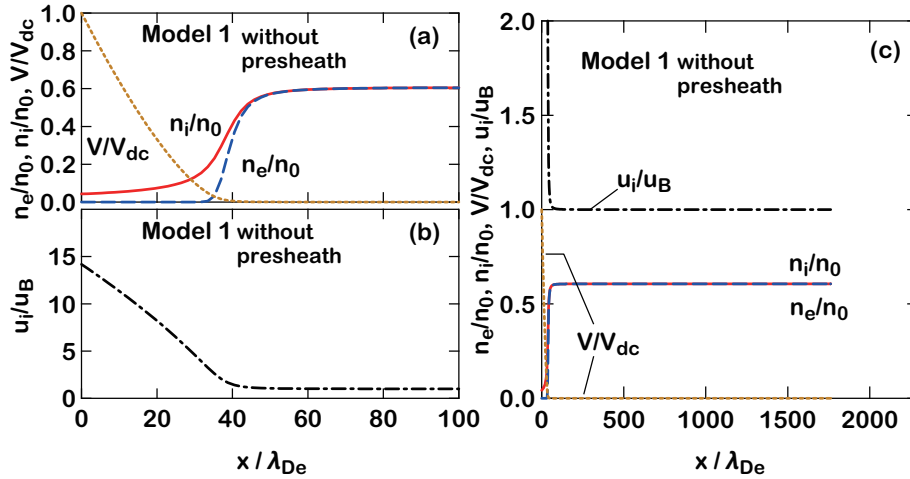 n_e/n_0, n_i/n_0, V/V_dc
1.0
0.8
0.6
0.4
0.2
0.0
Model 1 without
presheath
(a)
n_i/n_0
V/V_dc
n_e/n_0
u_i/u_B
15
10
5
0
Model 1 without
presheath
(b)
0 20 40 60 80 100
x / λ_De
n_e/n_0, n_i/n_0, V/V_dc, u_i/u_B
2.0
1.5
1.0
0.5
0.0
(c)
Model 1 without
presheath
u_i/u_B
n_i/n_0
n_e/n_0
V/V_dc
0 500 1000 1500 2000
x / λ_De